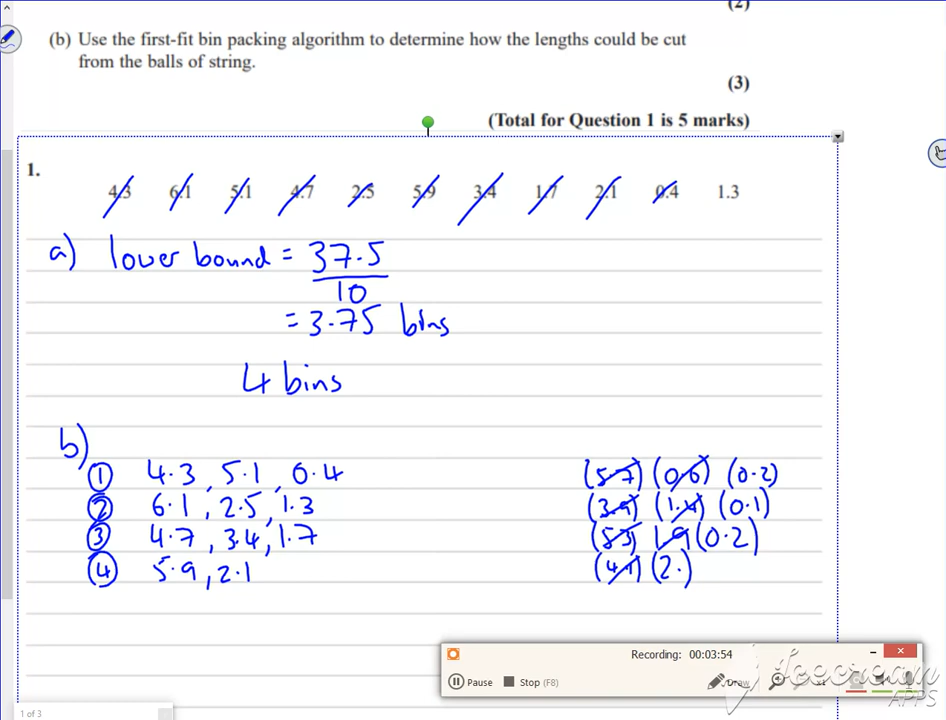 (2)
(b) Use the first-fit bin packing algorithm to determine how the lengths could be cut
from the balls of string.
(3)
(Total for Question 1 is 5 marks)
1.
4.3 6.1 5.1 4.7 2.5 5.9 3.4 1.7 2.1 0.4 1.3
a) lower bound = 37.5
10
= 3.75 bins
4 bins
b)
① 4.3, 5.1, 0.4 (5.7) (0.6) (0.2)
② 6.1, 2.5, 1.3 (3.9) (1.4) (0.1)
③ 4.7, 3.4, 1.7 (5.3) 1.9 (0.2)
④ 5.9, 2.1 (4.1) (2.)
Recording: 00:03:54
Pause Stop (F8) Draw x1
Icecream
APPS
1 of 3